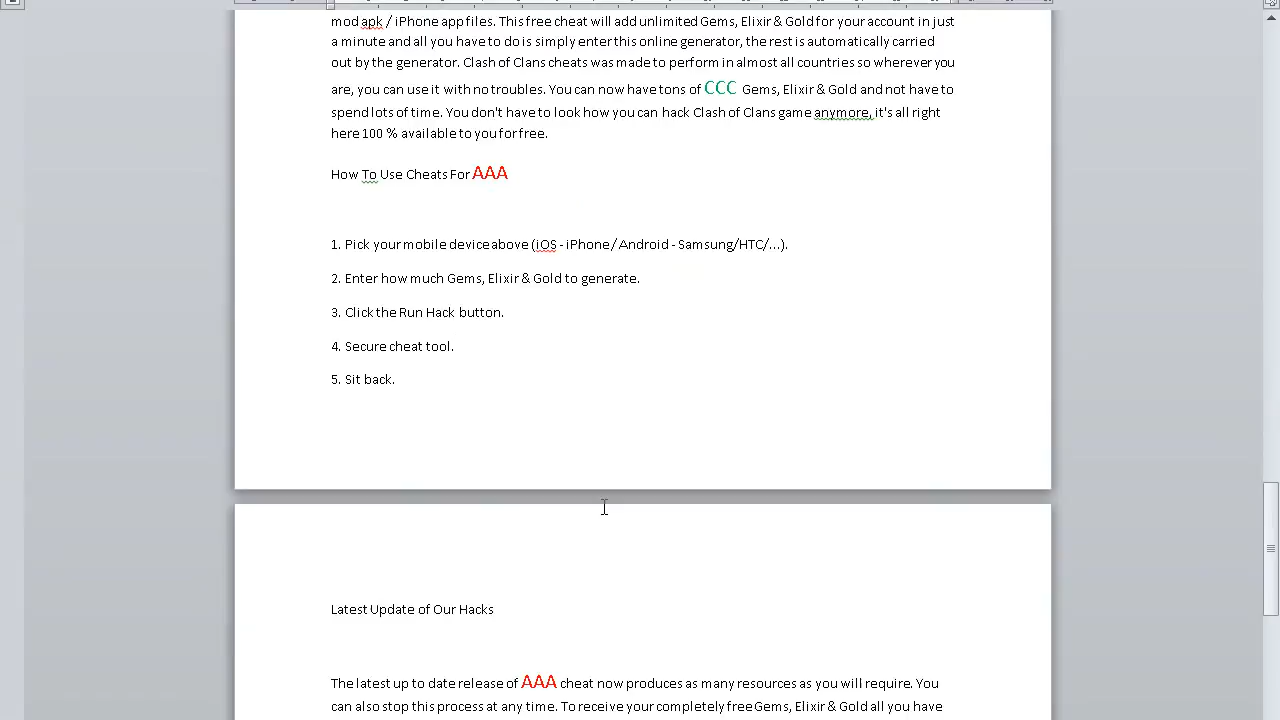 mod apk / iPhone app files. This free cheat will add unlimited Gems, Elixir & Gold for your account in just
a minute and all you have to do is simply enter this online generator, the rest is automatically carried
out by the generator. Clash of Clans cheats was made to perform in almost all countries so wherever you
are, you can use it with no troubles. You can now have tons of CCC Gems, Elixir & Gold and not have to
spend lots of time. You don't have to look how you can hack Clash of Clans game anymore, it's all right
here 100 % available to you for free.
How To Use Cheats For AAA
1. Pick your mobile device above (iOS - iPhone/ Android - Samsung/HTC/...).
2. Enter how much Gems, Elixir & Gold to generate.
3. Click the Run Hack button.
4. Secure cheat tool.
5. Sit back.
Latest Update of Our Hacks
The latest up to date release of AAA cheat now produces as many resources as you will require. You
can also stop this process at any time. To receive your completely free Gems, Elixir & Gold all you have